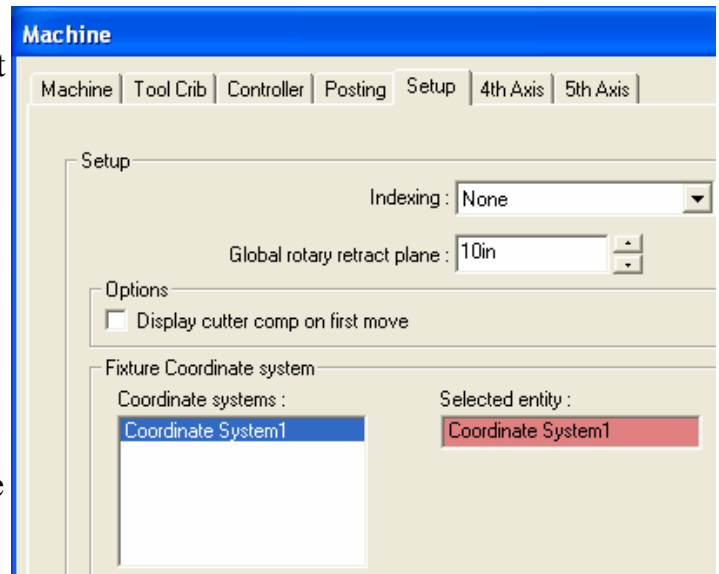 Machine
t
Machine Tool Crib Controller Posting Setup 4th Axis 5th Axis
Setup
Indexing : None
Global rotary retract plane : 10in
Options
Display cutter comp on first move
Fixture Coordinate system
Coordinate systems : Selected entity :
Coordinate System1 Coordinate System1
e